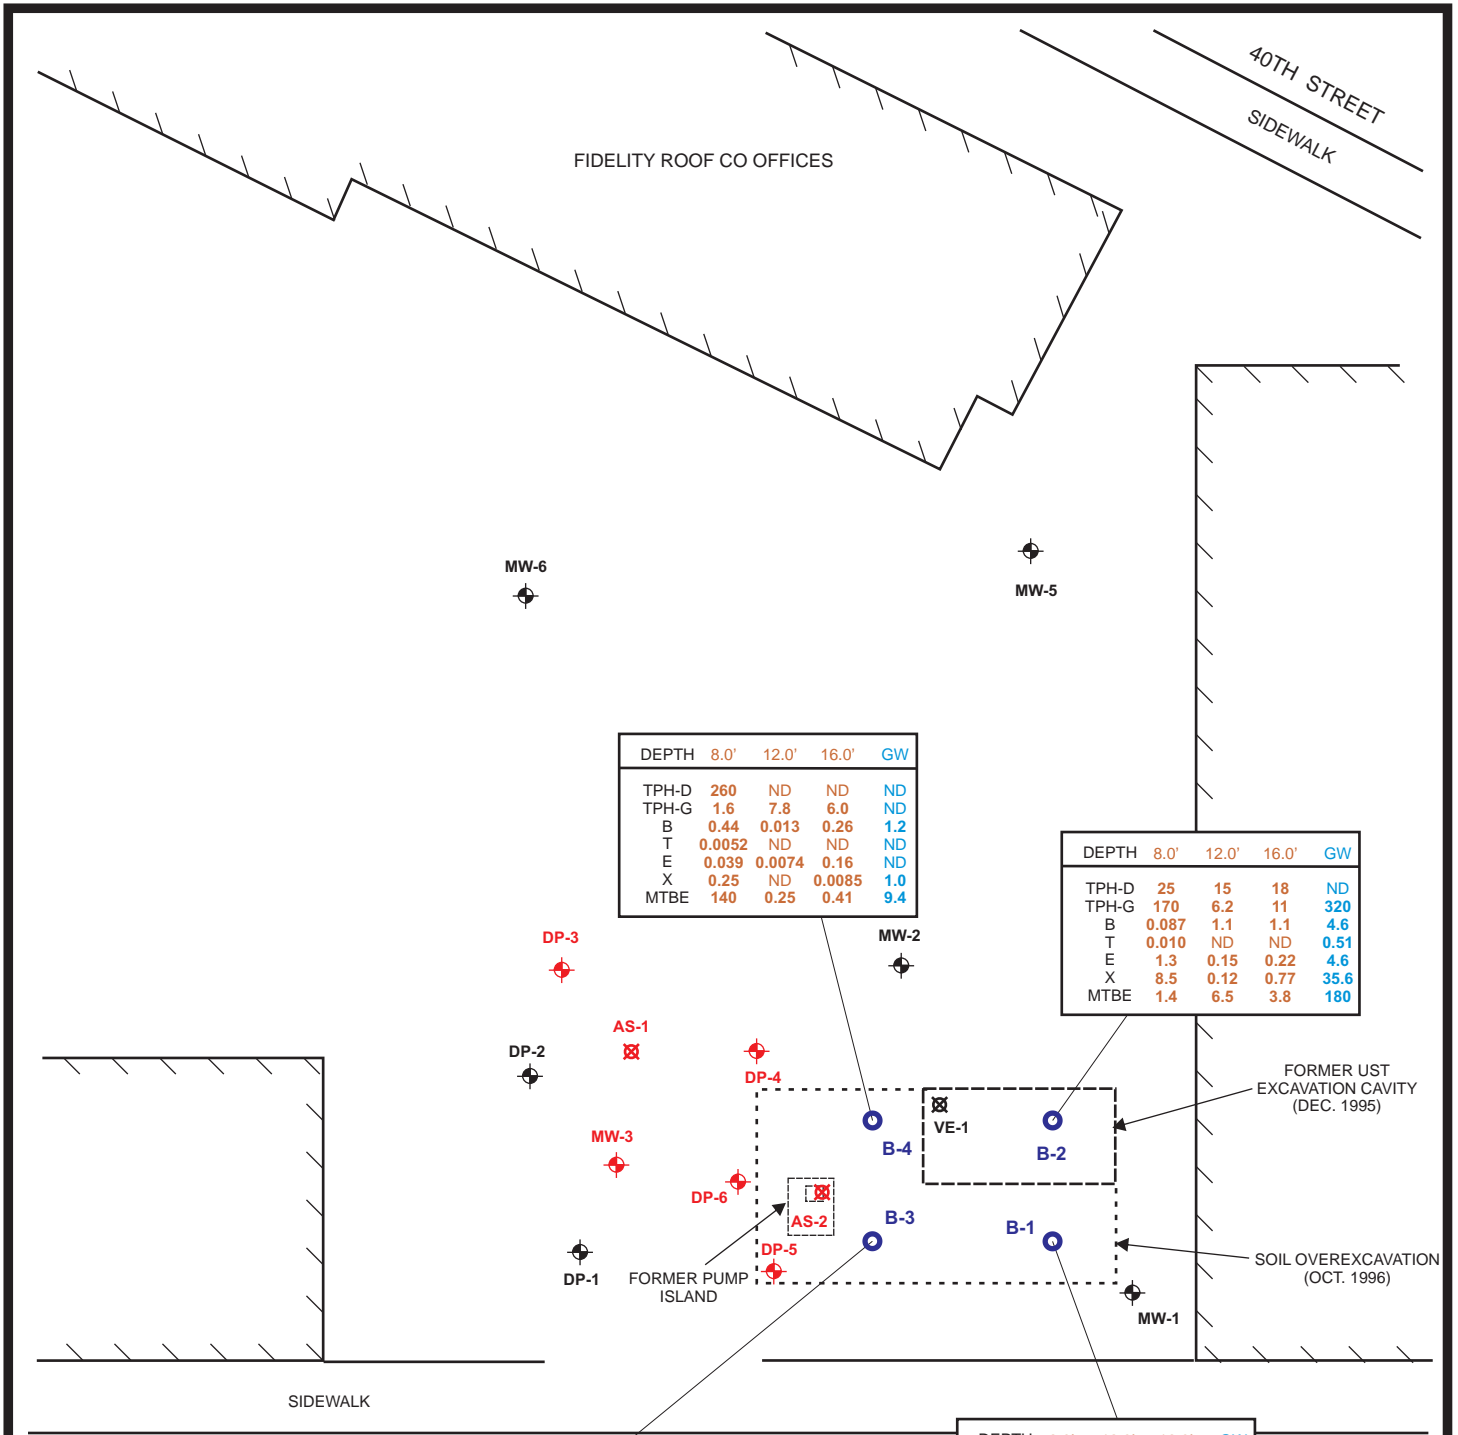 40TH STREET
SIDEWALK
FIDELITY ROOF CO OFFICES
MW-6
MW-5
DEPTH 8.0' 12.0' 16.0' GW
TPH-D 260 ND ND ND
TPH-G 1.6 7.8 6.0 ND
B 0.44 0.013 0.26 1.2
T 0.0052 ND ND ND
E 0.039 0.0074 0.16 ND
X 0.25 ND 0.0085 1.0
MTBE 140 0.25 0.41 9.4
DEPTH 8.0' 12.0' 16.0' GW
TPH-D 25 15 18 ND
TPH-G 170 6.2 11 320
B 0.087 1.1 1.1 4.6
T 0.010 ND ND 0.51
E 1.3 0.15 0.22 4.6
X 8.5 0.12 0.77 35.6
MTBE 1.4 6.5 3.8 180
DP-3
MW-2
AS-1
DP-2
DP-4
FORMER UST
EXCAVATION CAVITY
(DEC. 1995)
VE-1
B-4
B-2
MW-3
DP-6
AS-2
B-3
B-1
DP-5
DP-1
FORMER PUMP
ISLAND
SOIL OVEREXCAVATION
(OCT. 1996)
MW-1
SIDEWALK